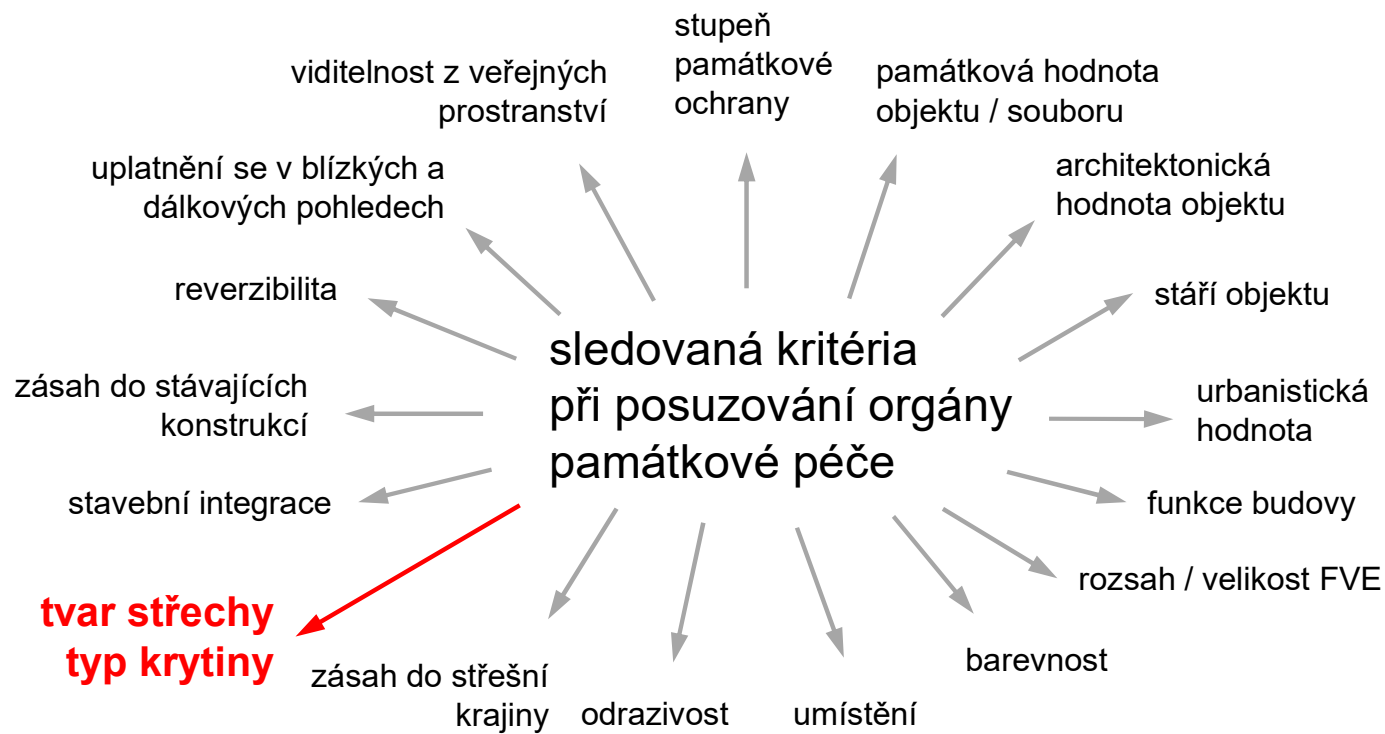 stupeň
památkové
ochrany
viditelnost z veřejných
prostranství
památková hodnota
objektu / souboru
uplatnění se v blízkých a
dálkových pohledech
architektonická
hodnota objektu
reverzibilita
stáří objektu
sledovaná kritéria
při posuzování orgány
památkové péče
zásah do stávajících
konstrukcí
urbanistická
hodnota
stavební integrace
funkce budovy
tvar střechy
typ krytiny
rozsah / velikost FVE
zásah do střešní
krajiny
odrazivost
umístění
barevnost